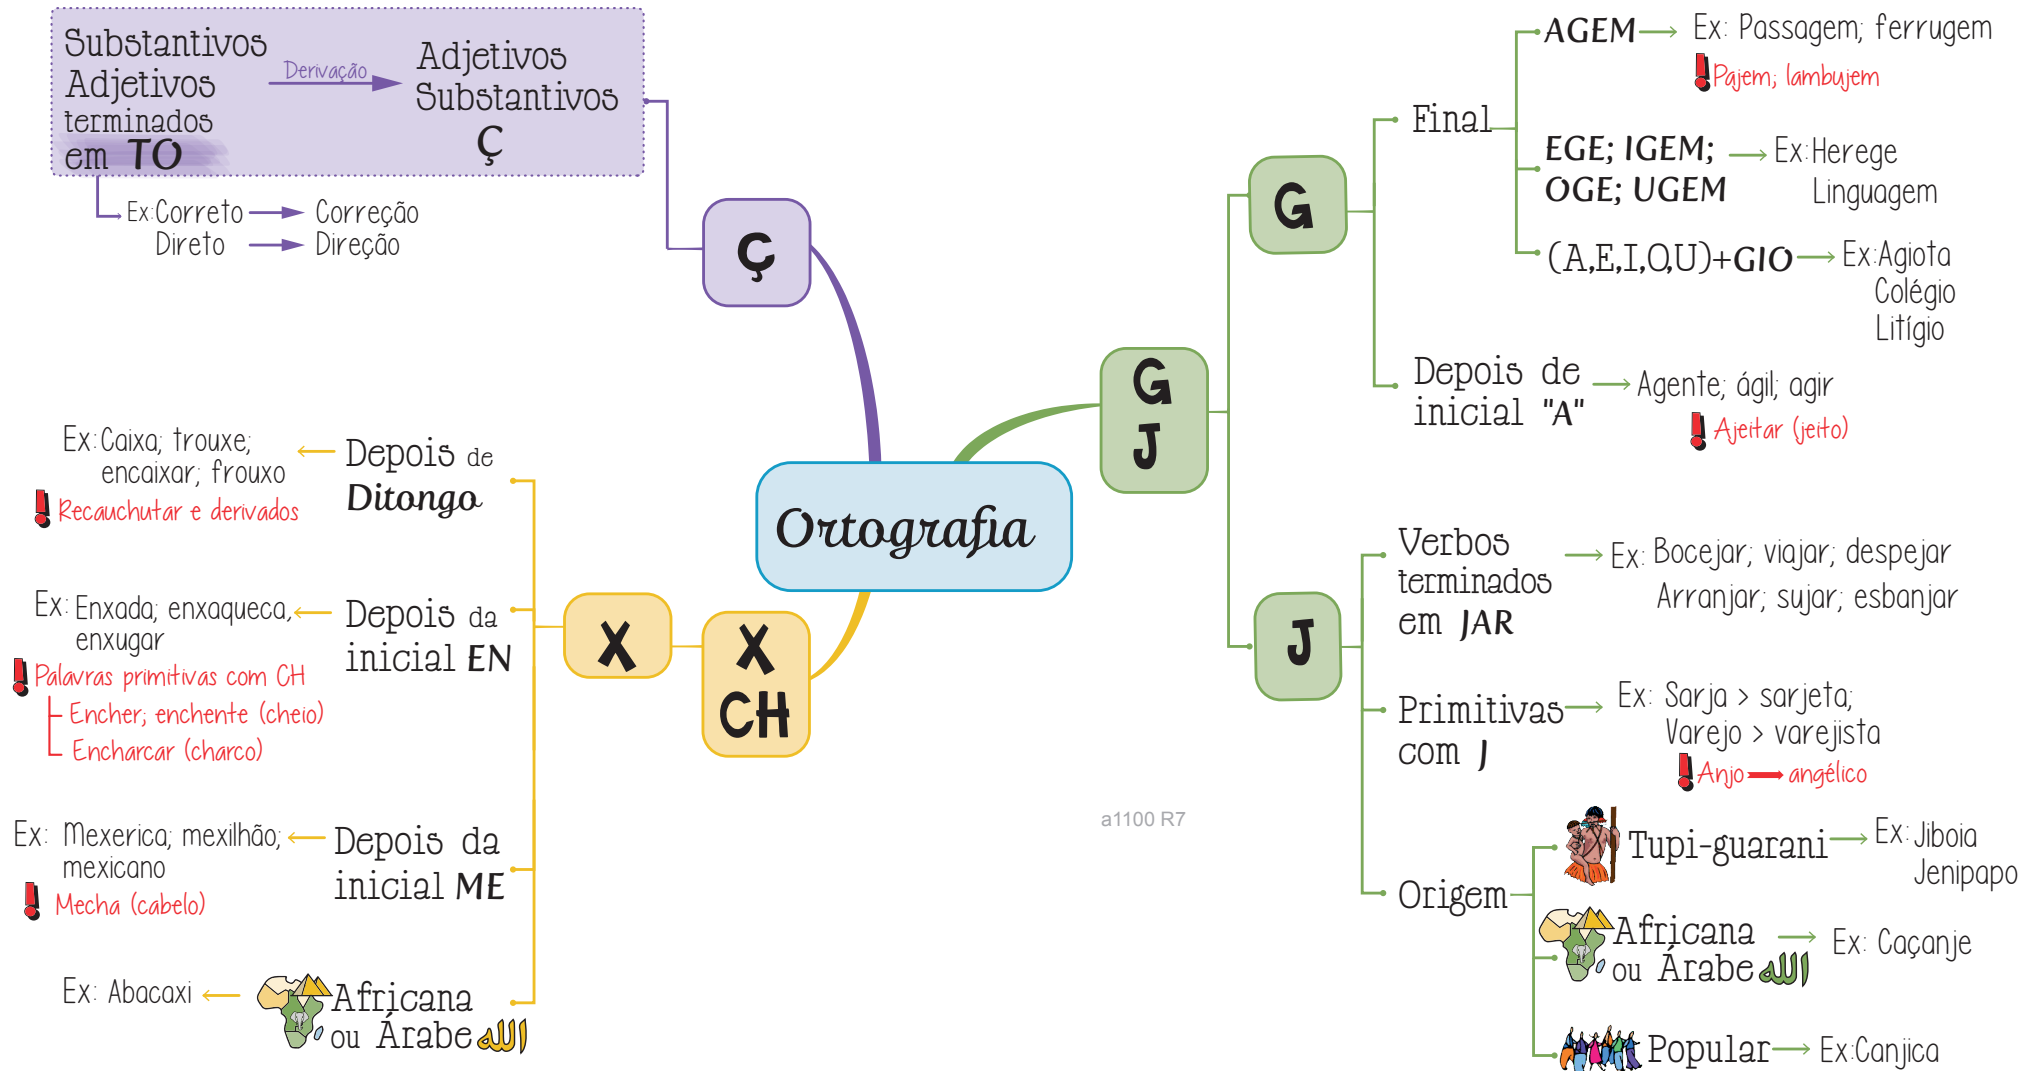 Substantivos
Adjetivos
terminados
em TO
Derivação
Adjetivos
Substantivos
Ç
Ex: Correto
Correção
Direto
Direção
Ç
Ortografia
G
J
G
Final
AGEM
Ex: Passagem; ferrugem
Pajem; lambujem
EGE; IGEM;
OGE; UGEM
Ex: Herege
Linguagem
(A,E,I,O,U)+GIO
Ex: Agiota
Colégio
Litígio
Depois de
inicial "A"
Agente; ágil; agir
Ajeitar (jeito)
J
Verbos
terminados
em JAR
Ex: Bocejar; viajar; despejar
Arranjar; sujar; esbanjar
Primitivas
com J
Ex: Sarja > sarjeta;
Varejo > varejista
Anjo angélico
Origem
Tupi-guarani
Ex: Jiboia
Jenipapo
Africana
ou Árabe الله
Ex: Caçanje
Popular
Ex: Canjica
a1100 R7
X
CH
X
Depois de
Ditongo
Ex: Caixa; trouxe;
encaixar; frouxo
Recauchutar e derivados
Depois da
inicial EN
Ex: Enxada; enxaqueca,
enxugar
Palavras primitivas com CH
Encher; enchente (cheio)
Encharcar (charco)
Depois da
inicial ME
Ex: Mexerica; mexilhão;
mexicano
Mecha (cabelo)
Africana
ou Árabe الله
Ex: Abacaxi